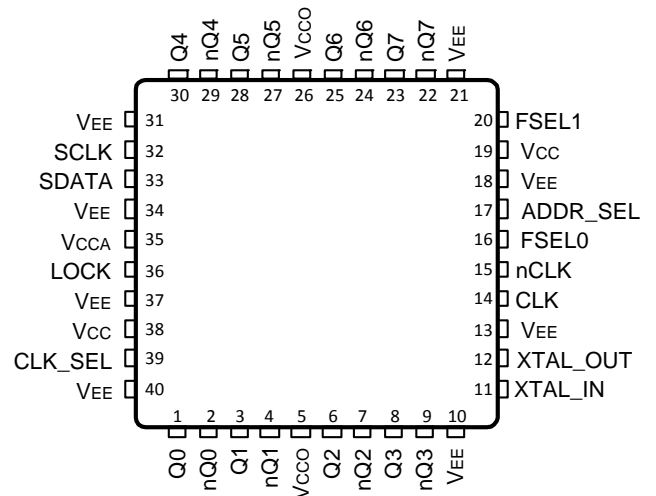 Q4 nQ4 Q5 nQ5 VCCO Q6 nQ6 Q7 nQ7 VEE
30 29 28 27 26 25 24 23 22 21
VEE 31 20 FSEL1
SCLK 32 19 VCC
SDATA 33 18 VEE
VEE 34 17 ADDR_SEL
VCCA 35 16 FSEL0
LOCK 36 15 nCLK
VEE 37 14 CLK
VCC 38 13 VEE
CLK_SEL 39 12 XTAL_OUT
VEE 40 11 XTAL_IN
1 2 3 4 5 6 7 8 9 10
Q0 nQ0 Q1 nQ1 VCCO Q2 nQ2 Q3 nQ3 VEE